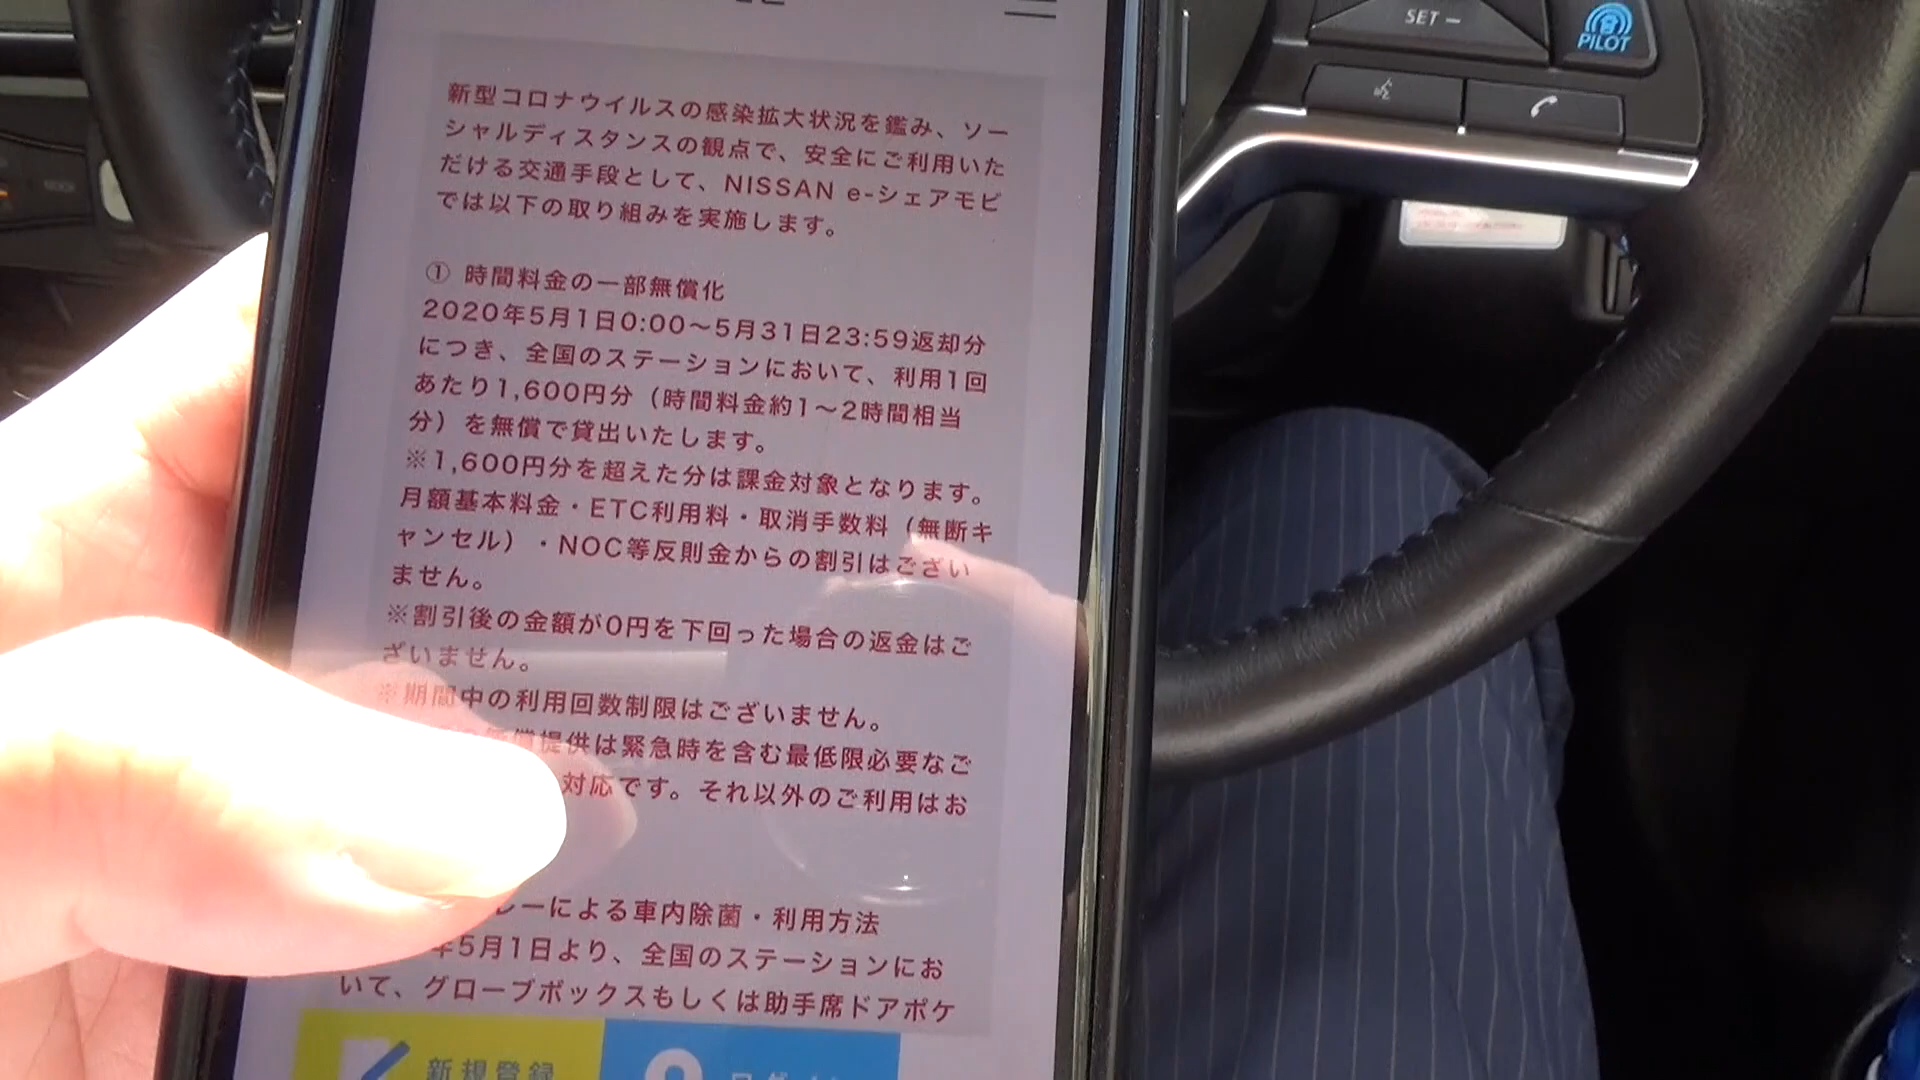 SET －
PILOT
新型コロナウイルスの感染拡大状況を鑑み、ソー
シャルディスタンスの観点で、安全にご利用いた
だける交通手段として、NISSAN e-シェアモビ
では以下の取り組みを実施します。
① 時間料金の一部無償化
2020年5月1日0:00～5月31日23:59返却分
につき、全国のステーションにおいて、利用1回
あたり1,600円分（時間料金約1～2時間相当
分）を無償で貸出いたします。
※1,600円分を超えた分は課金対象となります。
月額基本料金・ETC利用料・取消手数料（無断キ
ャンセル）・NOC等反則金からの割引はござい
ません。
※割引後の金額が0円を下回った場合の返金はご
ざいません。
※期間中の利用回数制限はございません。
無償提供は緊急時を含む最低限必要なご
対応です。それ以外のご利用はお
レーによる車内除菌・利用方法
年5月1日より、全国のステーションにお
いて、グローブボックスもしくは助手席ドアポケ
新規登録